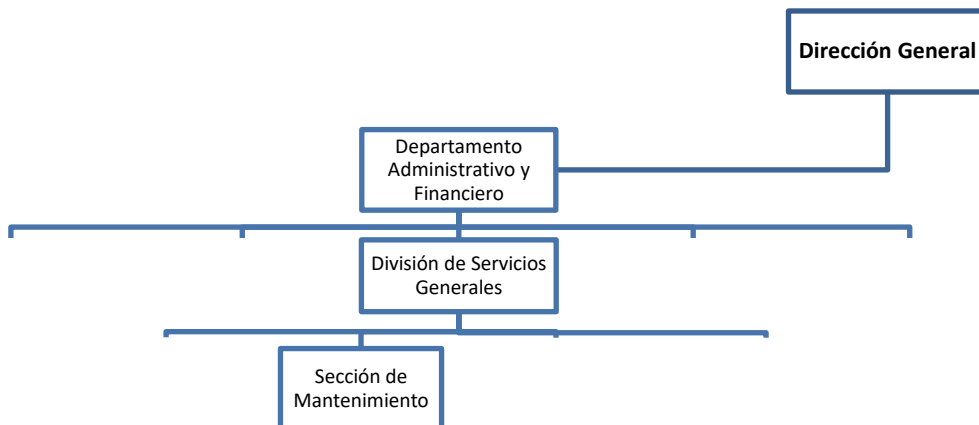 Dirección General
Departamento
Administrativo y
Financiero
División de Servicios
Generales
Sección de
Mantenimiento